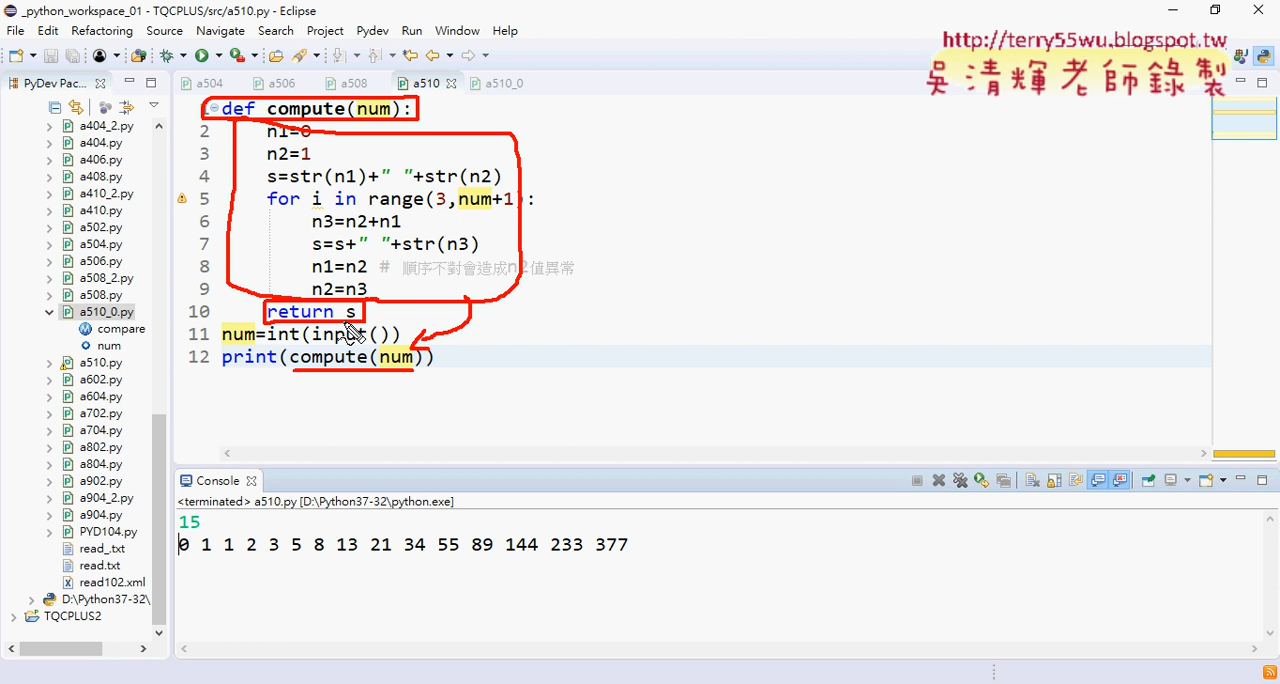 _python_workspace_01 - TQCPLUS/src/a510.py - Eclipse
File Edit Refactoring Source Navigate Search Project Pydev Run Window Help
http://terry55wu.blogspot.tw
吳清輝老師錄製
PyDev Pac...
a504 a506 a508 a510 a510_0
a404_2.py
a404.py
a406.py
a408.py
a410_2.py
a410.py
a502.py
a504.py
a506.py
a508_2.py
a508.py
a510_0.py
compare
num
a510.py
a602.py
a604.py
a702.py
a704.py
a802.py
a804.py
a902.py
a904_2.py
a904.py
PYD104.py
read_.txt
read.txt
read102.xml
D:\Python37-32\
TQCPLUS2
1 def compute(num):
2 n1=0
3 n2=1
4 s=str(n1)+" "+str(n2)
5 for i in range(3,num+1):
6 n3=n2+n1
7 s=s+" "+str(n3)
8 n1=n2 # 順序不對會造成n2值異常
9 n2=n3
10 return s
11 num=int(input())
12 print(compute(num))
Console
<terminated> a510.py [D:\Python37-32\python.exe]
15
0 1 1 2 3 5 8 13 21 34 55 89 144 233 377